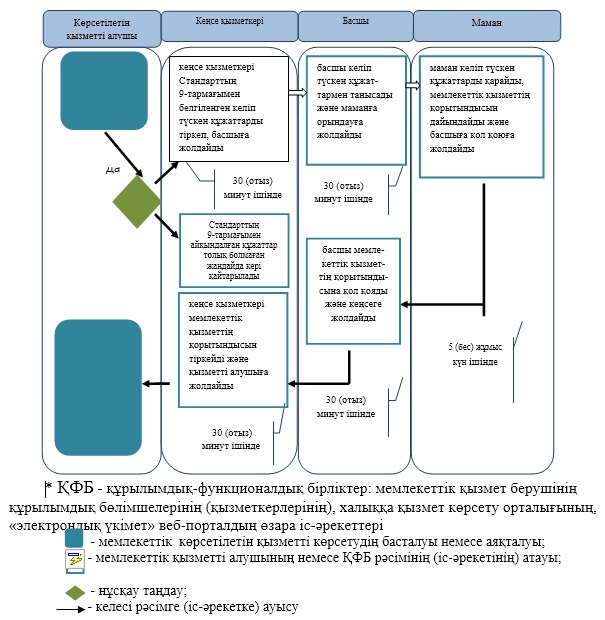 Көрсетілетін
қызметті алушы
Кеңсе қызметкері
Басшы
Маман
кеңсе қызметкері
Стандарттың
9-тармағымен
белгіленген келіп
түскен құжаттарды
тіркеп, басшыға
жолдайды
басшы келіп
түскен құжат-
тармен танысады
және маманға
орындауға
жолдайды
маман келіп түскен
құжаттарды қарайды,
мемлекеттік қызметтің
қорытындысын
дайындайды және
басшыға қол қоюға
жолдайды
да
30 (отыз)
минут ішінде
30 (отыз)
минут ішінде
Стандарттың
9-тармағымен
айқындалған құжаттар
толық болмаған
жағдайда кері
қайтарылады
басшы мемле-
кеттік қызмет-
тің қорытынды-
сына қол қояды
және кеңсеге
жолдайды
кеңсе қызметкері
мемлекеттік
қызметтің
қорытындысын
тіркейді және
қызметті алушыға
жолдайды
5 (бес) жұмыс
күн ішінде
30 (отыз)
минут ішінде
30 (отыз)
минут ішінде
* ҚФБ - құрылымдық-функционалдық бірліктер: мемлекеттік қызмет берушінің
құрылымдық бөлімшелерінің (қызметкерлерінің), халыққа қызмет көрсету орталығының,
«электрондық үкімет» веб-порталдың өзара іс-әрекеттері
- мемлекеттік көрсетілетін қызметті көрсетудің басталуы немесе аяқталуы;
- мемлекеттік қызметті алушының немесе ҚФБ рәсімінің (іс-әрекетінің) атауы;
- нұсқау таңдау;
- келесі рәсімге (іс-әрекетке) ауысу